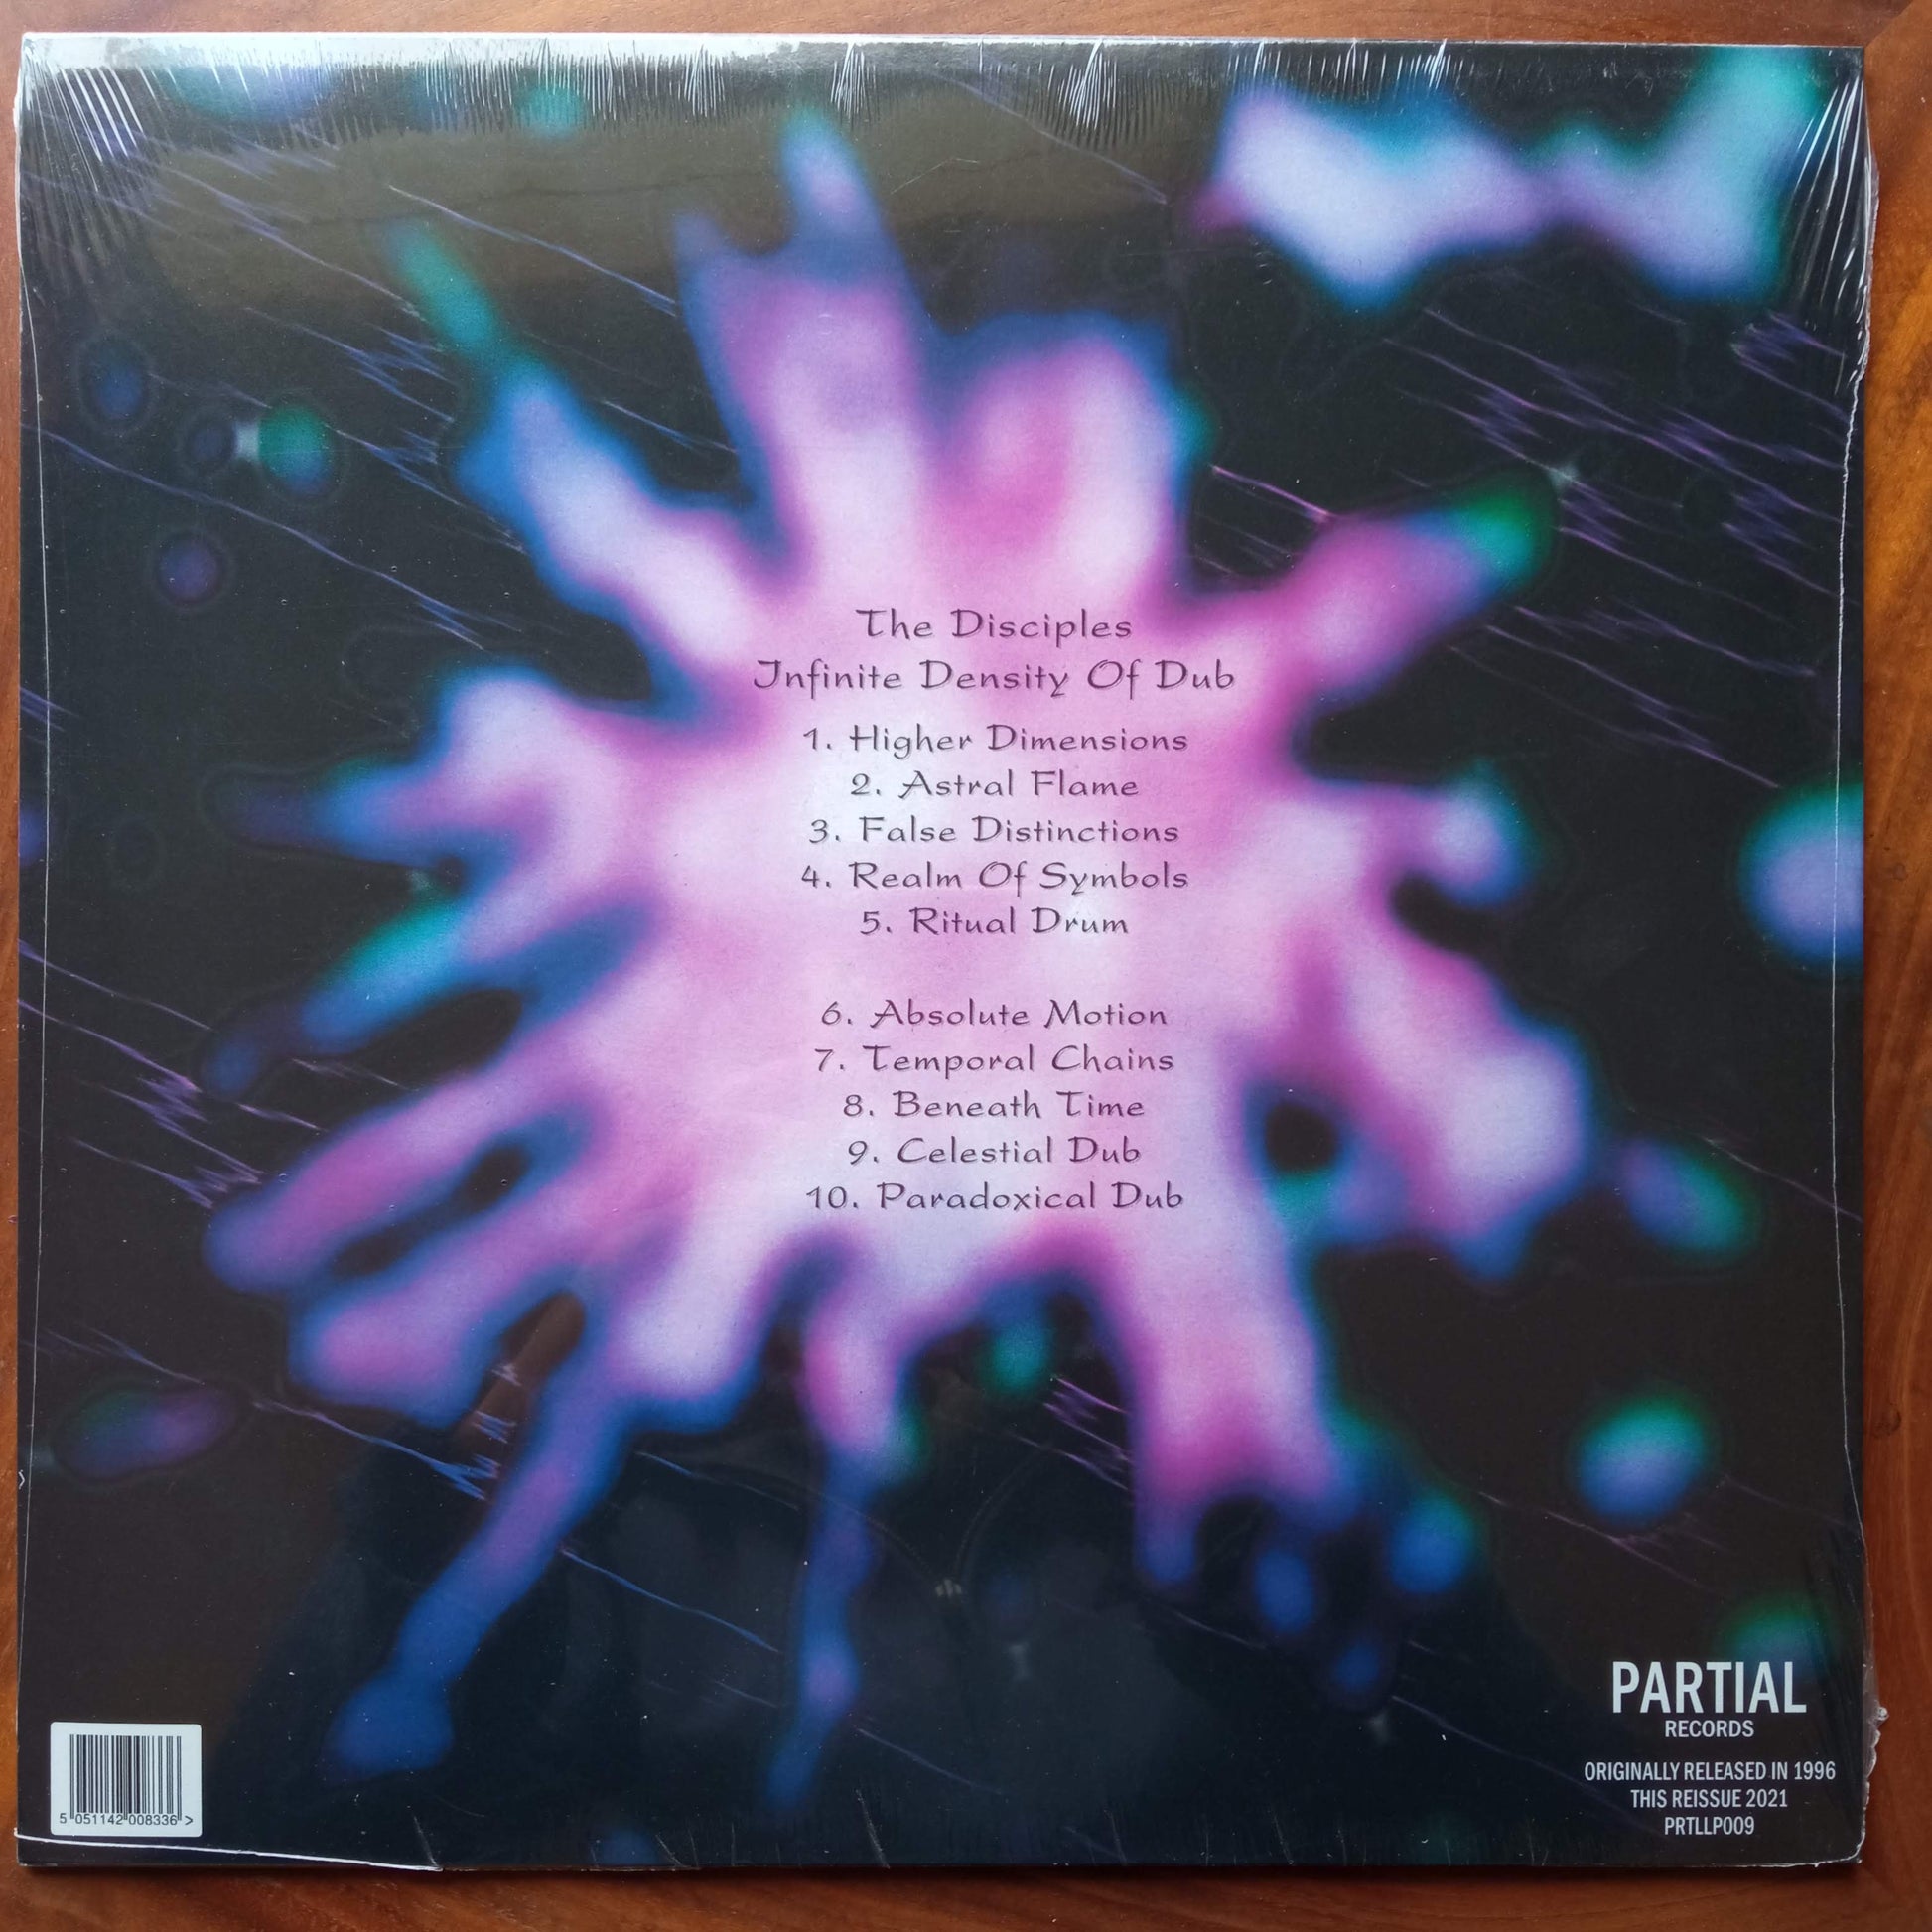 The Disciples
Infinite Density Of Dub
1. Higher Dimensions
2. Astral Flame
3. False Distinctions
4. Realm Of Symbols
5. Ritual Drum
6. Absolute Motion
7. Temporal Chains
8. Beneath Time
9. Celestial Dub
10. Paradoxical Dub
PARTIAL
RECORDS
ORIGINALLY RELEASED IN 1996
THIS REISSUE 2021
PRTLLP009
5 051142 008336 >